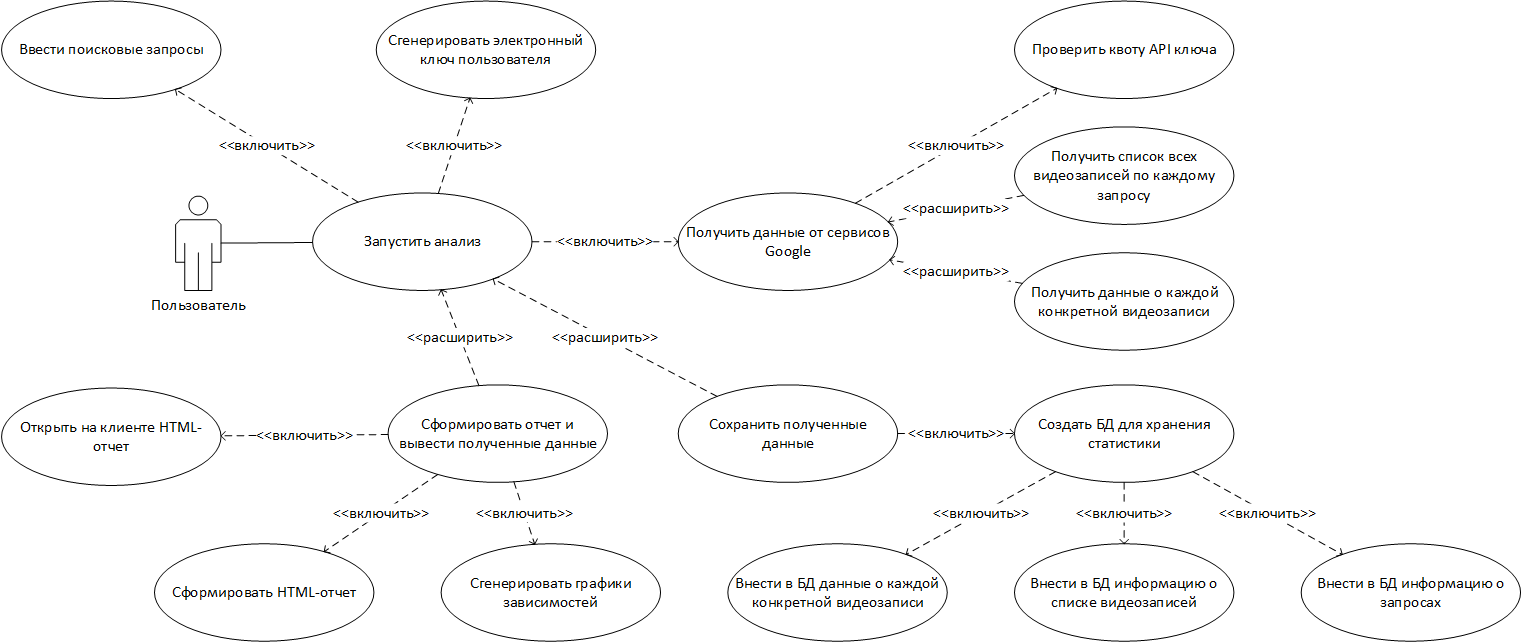 Ввести поисковые запросы
Сгенерировать электронный
ключ пользователя
Проверить квоту API ключа
<<включить>>
<<включить>>
<<включить>>
Получить список всех
видеозаписей по каждому
запросу
<<расширить>>
Запустить анализ
<<включить>>
Получить данные от сервисов
Google
<<расширить>>
Получить данные о каждой
конкретной видеозаписи
Пользователь
<<расширить>>
<<расширить>>
Открыть на клиенте HTML-
отчет
<<включить>>
Сформировать отчет и
вывести полученные данные
Сохранить полученные
данные
<<включить>>
Создать БД для хранения
статистики
<<включить>>
<<включить>>
<<включить>>
<<включить>>
<<включить>>
Сформировать HTML-отчет
Сгенерировать графики
зависимостей
Внести в БД данные о каждой
конкретной видеозаписи
Внести в БД информацию о
списке видеозаписей
Внести в БД информацию о
запросах